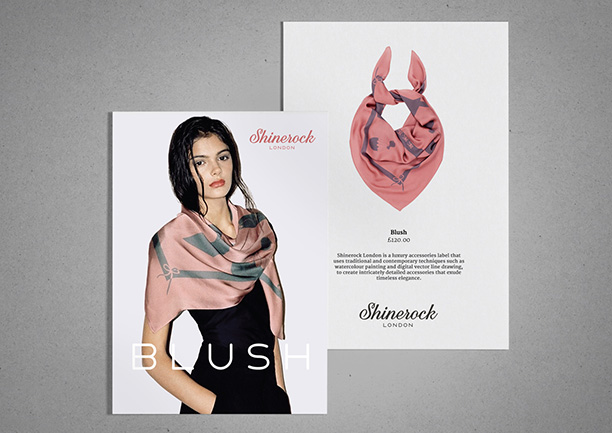 Shinerock
LONDON
BLUSH
Blush
£120.00
Shinerock London is a luxury accessories label that
uses traditional and contemporary techniques such as
watercolour painting and digital vector line drawing,
to create intricately detailed accessories that exude
timeless elegance.
Shinerock
LONDON